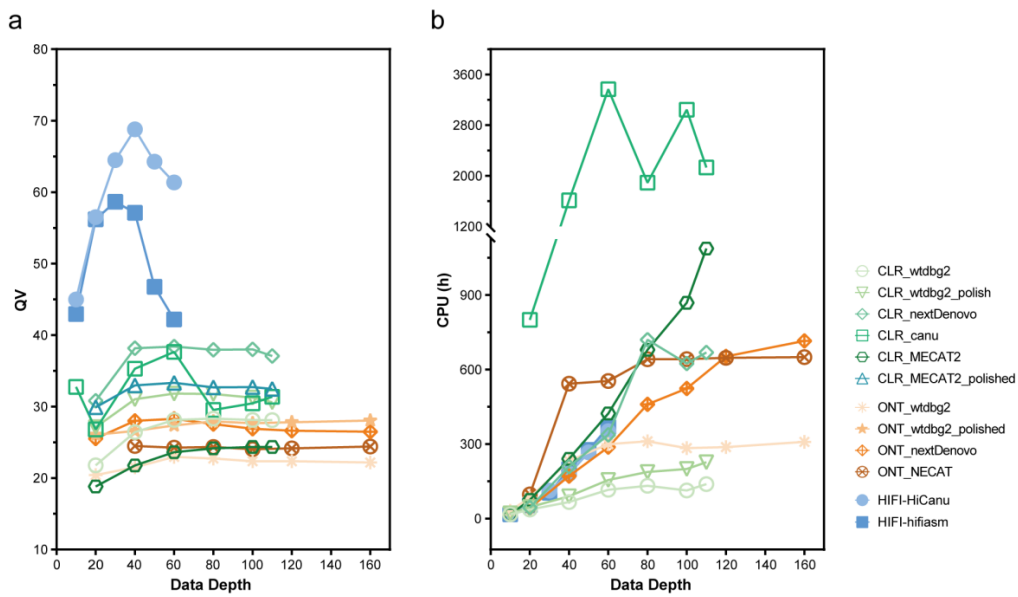 a
80
70
60
50
40
30
20
10
QV
0 20 40 60 80 100 120 140 160
Data Depth
b
3600
2800
2000
1200
900
600
300
0
CPU (h)
0 20 40 60 80 100 120 140 160
Data Depth
CLR_wtdbg2
CLR_wtdbg2_polish
CLR_nextDenovo
CLR_canu
CLR_MECAT2
CLR_MECAT2_polished
ONT_wtdbg2
ONT_wtdbg2_polished
ONT_nextDenovo
ONT_NECAT
HIFI-HiCanu
HIFI-hifiasm